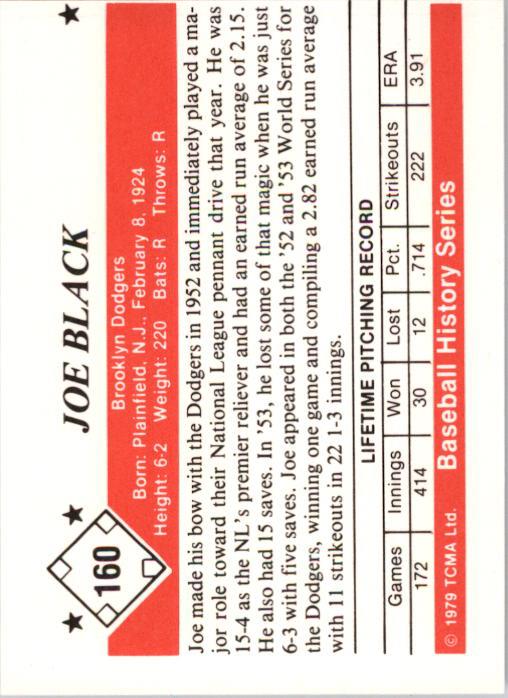 160
JOE BLACK
Brooklyn Dodgers
Born: Plainfield, N.J., February 8, 1924
Height: 6-2 Weight: 220 Bats: R Throws: R
Joe made his bow with the Dodgers in 1952 and immediately played a ma-
jor role toward their National League pennant drive that year. He was
15-4 as the NL's premier reliever and had an earned run average of 2.15.
He also had 15 saves. In '53, he lost some of that magic when he was just
6-3 with five saves. Joe appeared in both the '52 and '53 World Series for
the Dodgers, winning one game and compiling a 2.82 earned run average
with 11 strikeouts in 22 1-3 innings.
LIFETIME PITCHING RECORD
Games Innings Won Lost Pct. Strikeouts ERA
172 414 30 12 .714 222 3.91
© 1979 TCMA Ltd. Baseball History Series